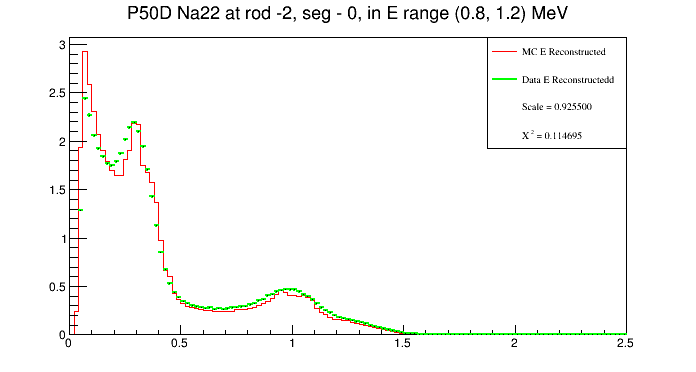 P50D Na22 at rod -2, seg - 0, in E range (0.8, 1.2) MeV
MC E Reconstructed
Data E Reconstructedd
Scale = 0.925500
X² = 0.114695
3
2.5
2
1.5
1
0.5
0
0 0.5 1 1.5 2 2.5